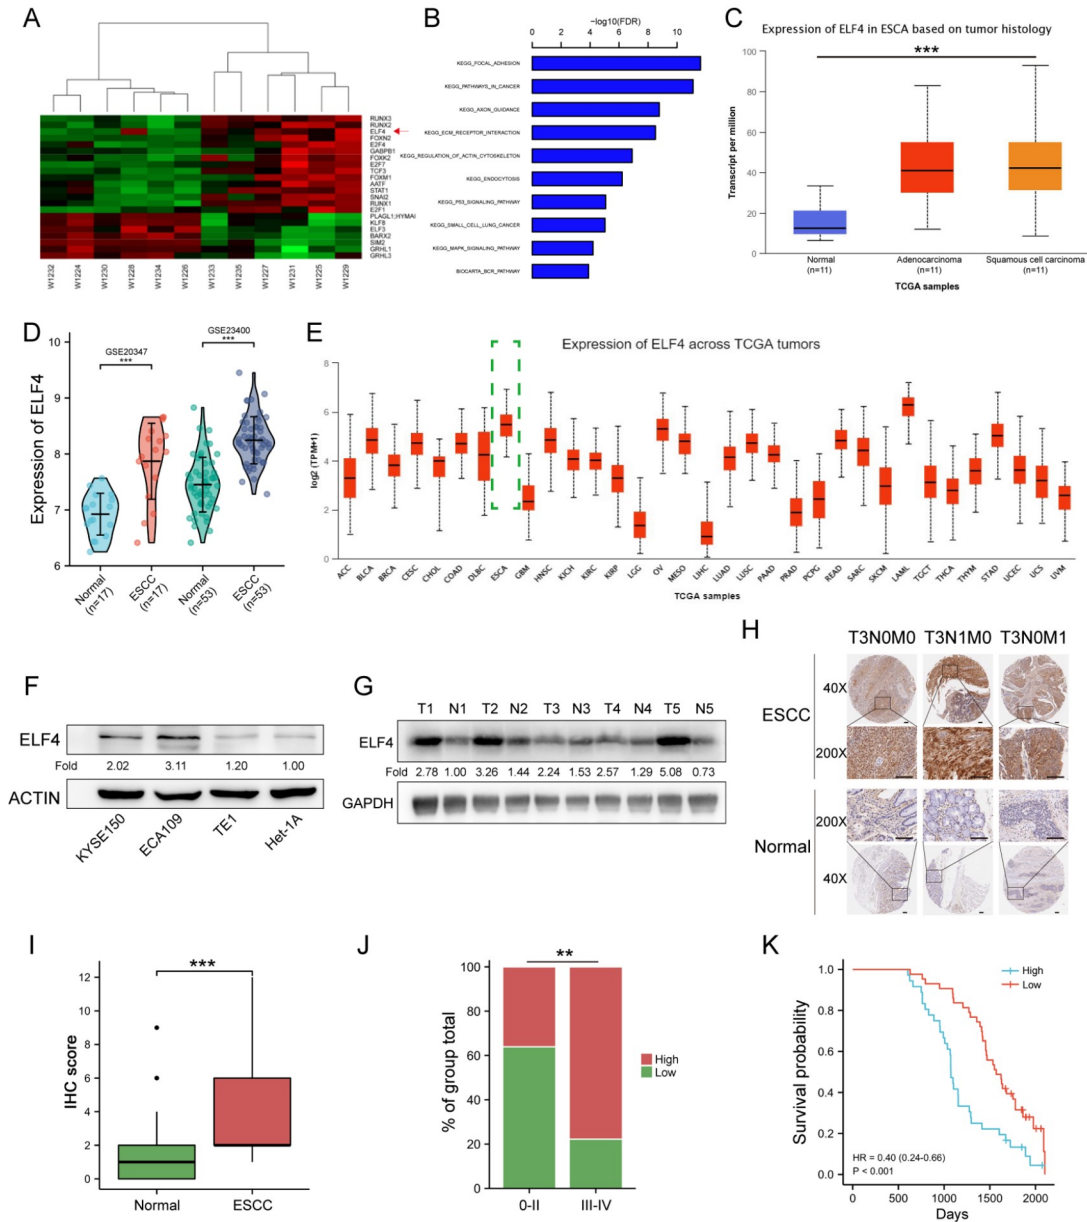 A
RUNX3
RUNX2
ELF4
FOXN2
E2F4
GABPB1
FOXK2
E2F7
TCF3
FOXM1
AATF
STAT1
SNAI2
RUNX1
E2F1
PLAGL1;HYMAI
KLF8
ELF3
BARX2
SIM2
GRHL1
GRHL3
W1232
W1224
W1230
W1228
W1234
W1226
W1233
W1235
W1227
W1231
W1225
W1229
B
−log10(FDR)
0 2 4 6 8 10
KEGG_FOCAL_ADHESION
KEGG_PATHWAYS_IN_CANCER
KEGG_AXON_GUIDANCE
KEGG_ECM_RECEPTOR_INTERACTION
KEGG_REGULATION_OF_ACTIN_CYTOSKELETON
KEGG_ENDOCYTOSIS
KEGG_P53_SIGNALING_PATHWAY
KEGG_SMALL_CELL_LUNG_CANCER
KEGG_MAPK_SIGNALING_PATHWAY
BIOCARTA_BCR_PATHWAY
C
Expression of ELF4 in ESCA based on tumor histology
***
Transcript per million
100
80
60
40
20
0
Normal
(n=11)
Adenocarcinoma
(n=11)
Squamous cell carcinoma
(n=11)
TCGA samples
D
Expression of ELF4
10
9
8
7
6
GSE20347
***
GSE23400
***
Normal
(n=17)
ESCC
(n=17)
Normal
(n=53)
ESCC
(n=53)
E
Expression of ELF4 across TCGA tumors
log2 (TPM+1)
8
6
4
2
0
ACC
BLCA
BRCA
CESC
CHOL
COAD
DLBC
ESCA
GBM
HNSC
KICH
KIRC
KIRP
LGG
OV
MESO
LIHC
LUAD
LUSC
PAAD
PRAD
PCPG
READ
SARC
SKCM
LAML
TGCT
THCA
THYM
STAD
UCEC
UCS
UVM
TCGA samples
F
ELF4
Fold 2.02 3.11 1.20 1.00
ACTIN
KYSE150
ECA109
TE1
Het-1A
G
T1 N1 T2 N2 T3 N3 T4 N4 T5 N5
ELF4
Fold 2.78 1.00 3.26 1.44 2.24 1.53 2.57 1.29 5.08 0.73
GAPDH
H
T3N0M0 T3N1M0 T3N0M1
ESCC
40X
200X
Normal
200X
40X
I
***
IHC score
12
10
8
6
4
2
0
Normal
ESCC
J
**
% of group total
100
80
60
40
20
0
High
Low
0-II
III-IV
K
Survival probability
1.0
0.8
0.6
0.4
0.2
0.0
High
Low
HR = 0.40 (0.24-0.66)
P < 0.001
0 500 1000 1500 2000
Days